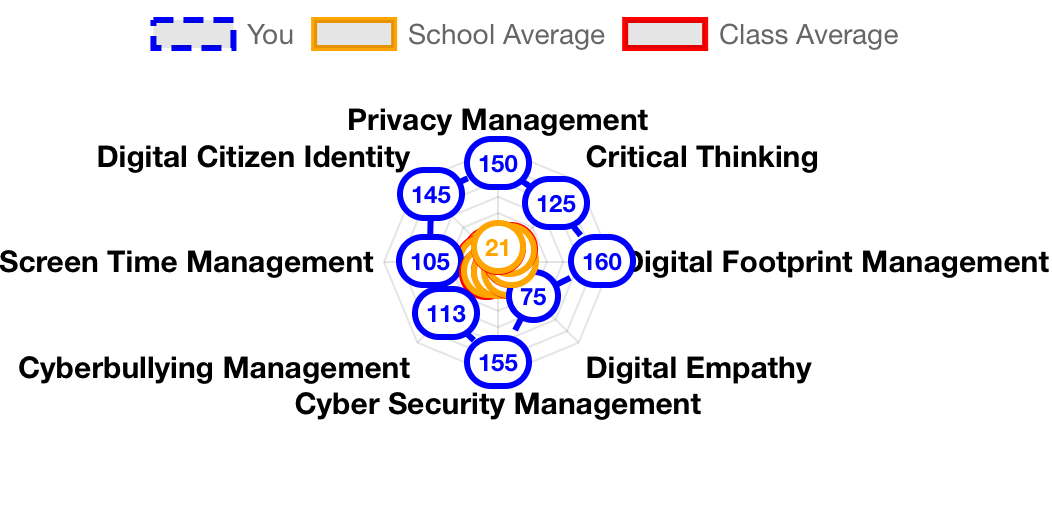 You School Average Class Average
Privacy Management
Digital Citizen Identity Critical Thinking
150
145 125
Screen Time Management 105 21 160 Digital Footprint Management
75
113
155
Cyberbullying Management Digital Empathy
Cyber Security Management